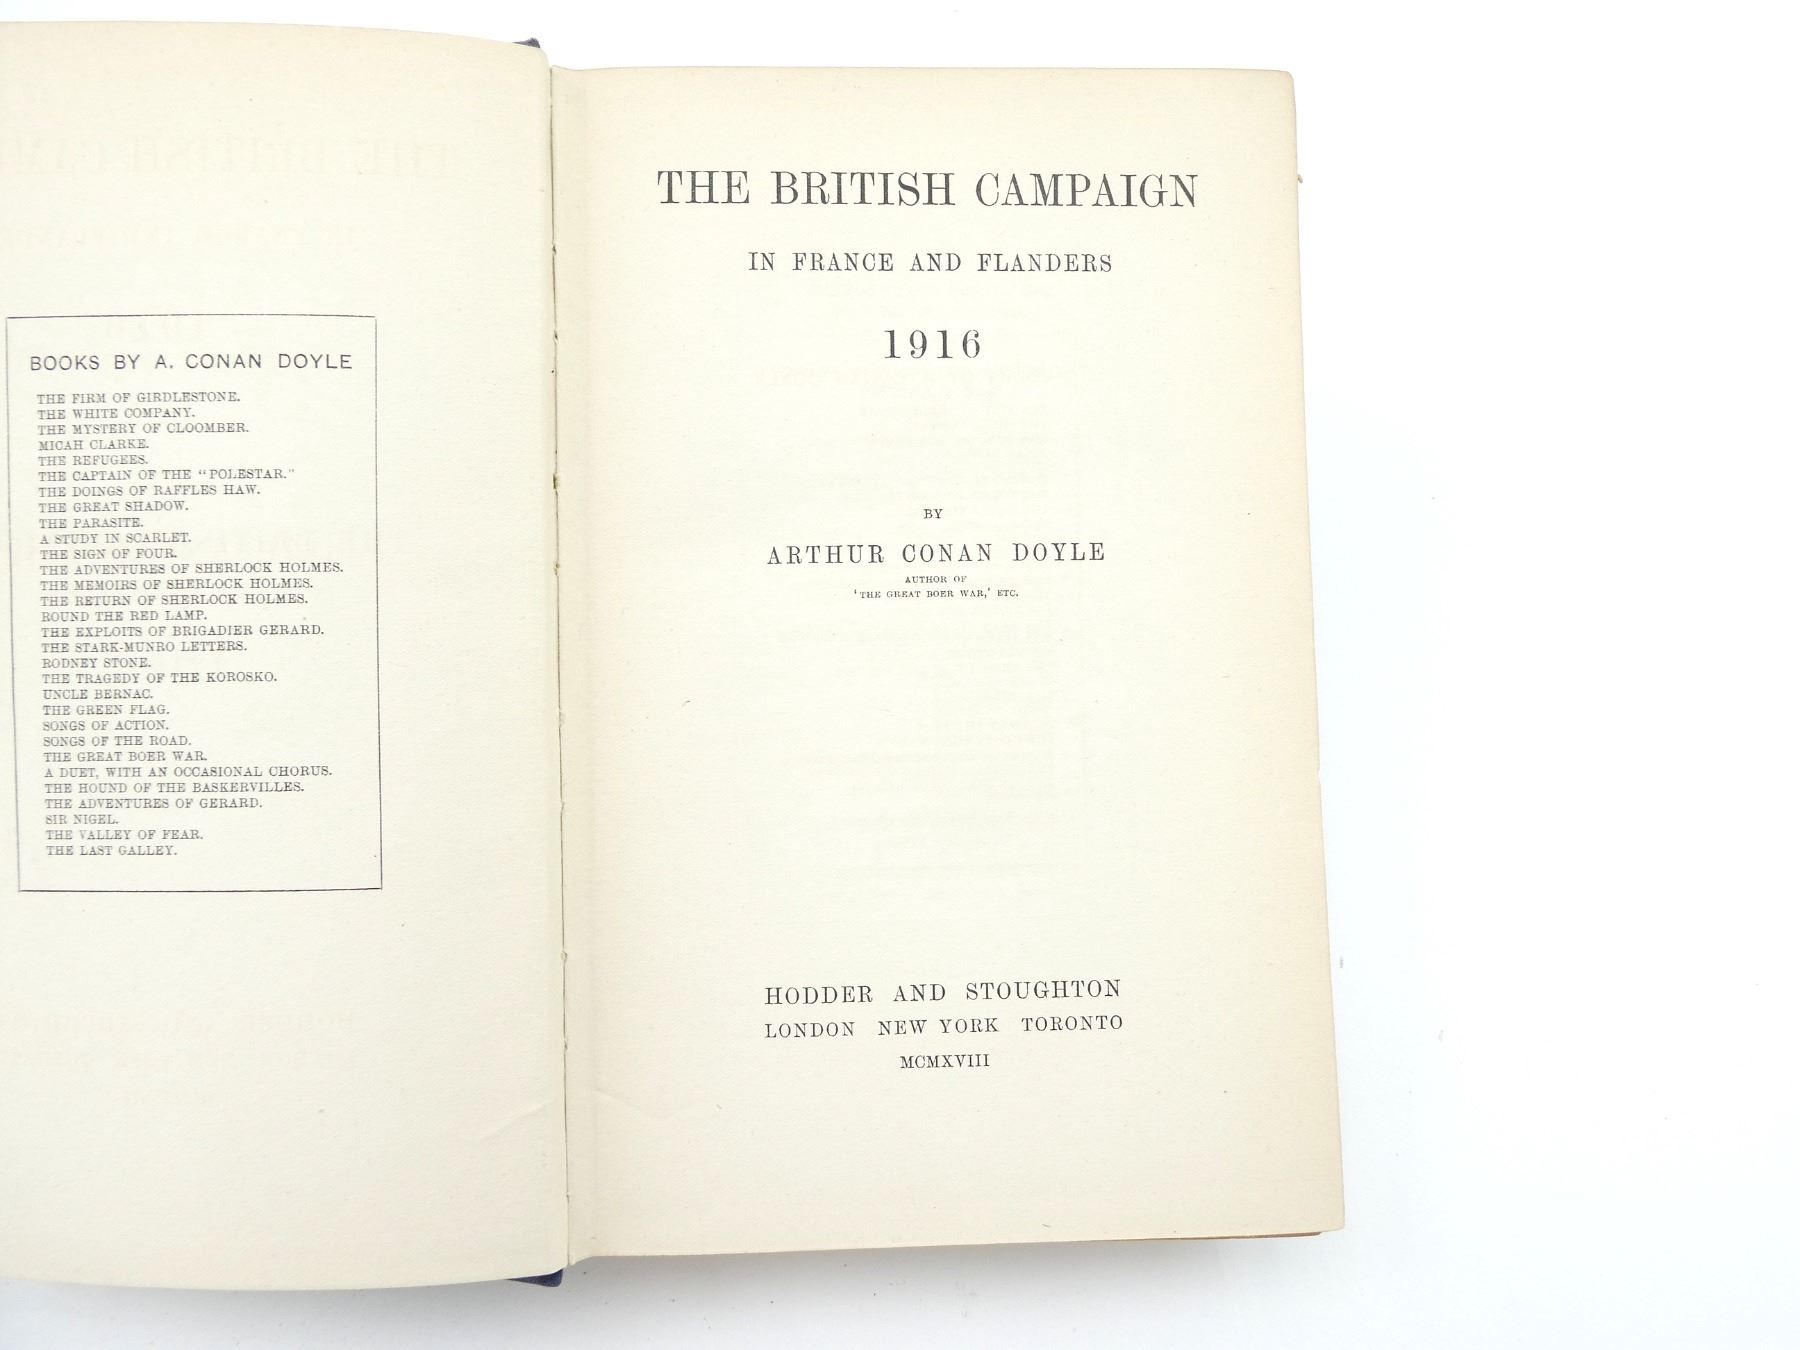 BOOKS BY A. CONAN DOYLE
THE FIRM OF GIRDLESTONE.
THE WHITE COMPANY.
THE MYSTERY OF CLOOMBER.
MICAH CLARKE.
THE REFUGEES.
THE CAPTAIN OF THE "POLESTAR."
THE DOINGS OF RAFFLES HAW.
THE GREAT SHADOW.
THE PARASITE.
A STUDY IN SCARLET.
THE SIGN OF FOUR.
THE ADVENTURES OF SHERLOCK HOLMES.
THE MEMOIRS OF SHERLOCK HOLMES.
THE RETURN OF SHERLOCK HOLMES.
ROUND THE RED LAMP.
THE EXPLOITS OF BRIGADIER GERARD.
THE STARK-MUNRO LETTERS.
RODNEY STONE.
THE TRAGEDY OF THE KOROSKO.
UNCLE BERNAC.
THE GREEN FLAG.
SONGS OF ACTION.
SONGS OF THE ROAD.
THE GREAT BOER WAR.
A DUET, WITH AN OCCASIONAL CHORUS.
THE HOUND OF THE BASKERVILLES.
THE ADVENTURES OF GERARD.
SIR NIGEL.
THE VALLEY OF FEAR.
THE LAST GALLEY.
THE BRITISH CAMPAIGN
IN FRANCE AND FLANDERS
1916
BY
ARTHUR CONAN DOYLE
AUTHOR OF
'THE GREAT BOER WAR,' ETC.
HODDER AND STOUGHTON
LONDON NEW YORK TORONTO
MCMXVIII